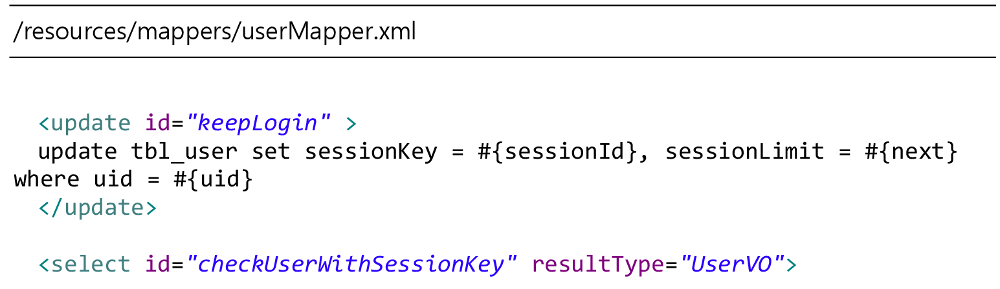 /resources/mappers/userMapper.xml
<update id="keepLogin" >
update tbl_user set sessionKey = #{sessionId}, sessionLimit = #{next}
where uid = #{uid}
</update>
<select id="checkUserWithSessionKey" resultType="UserVO">